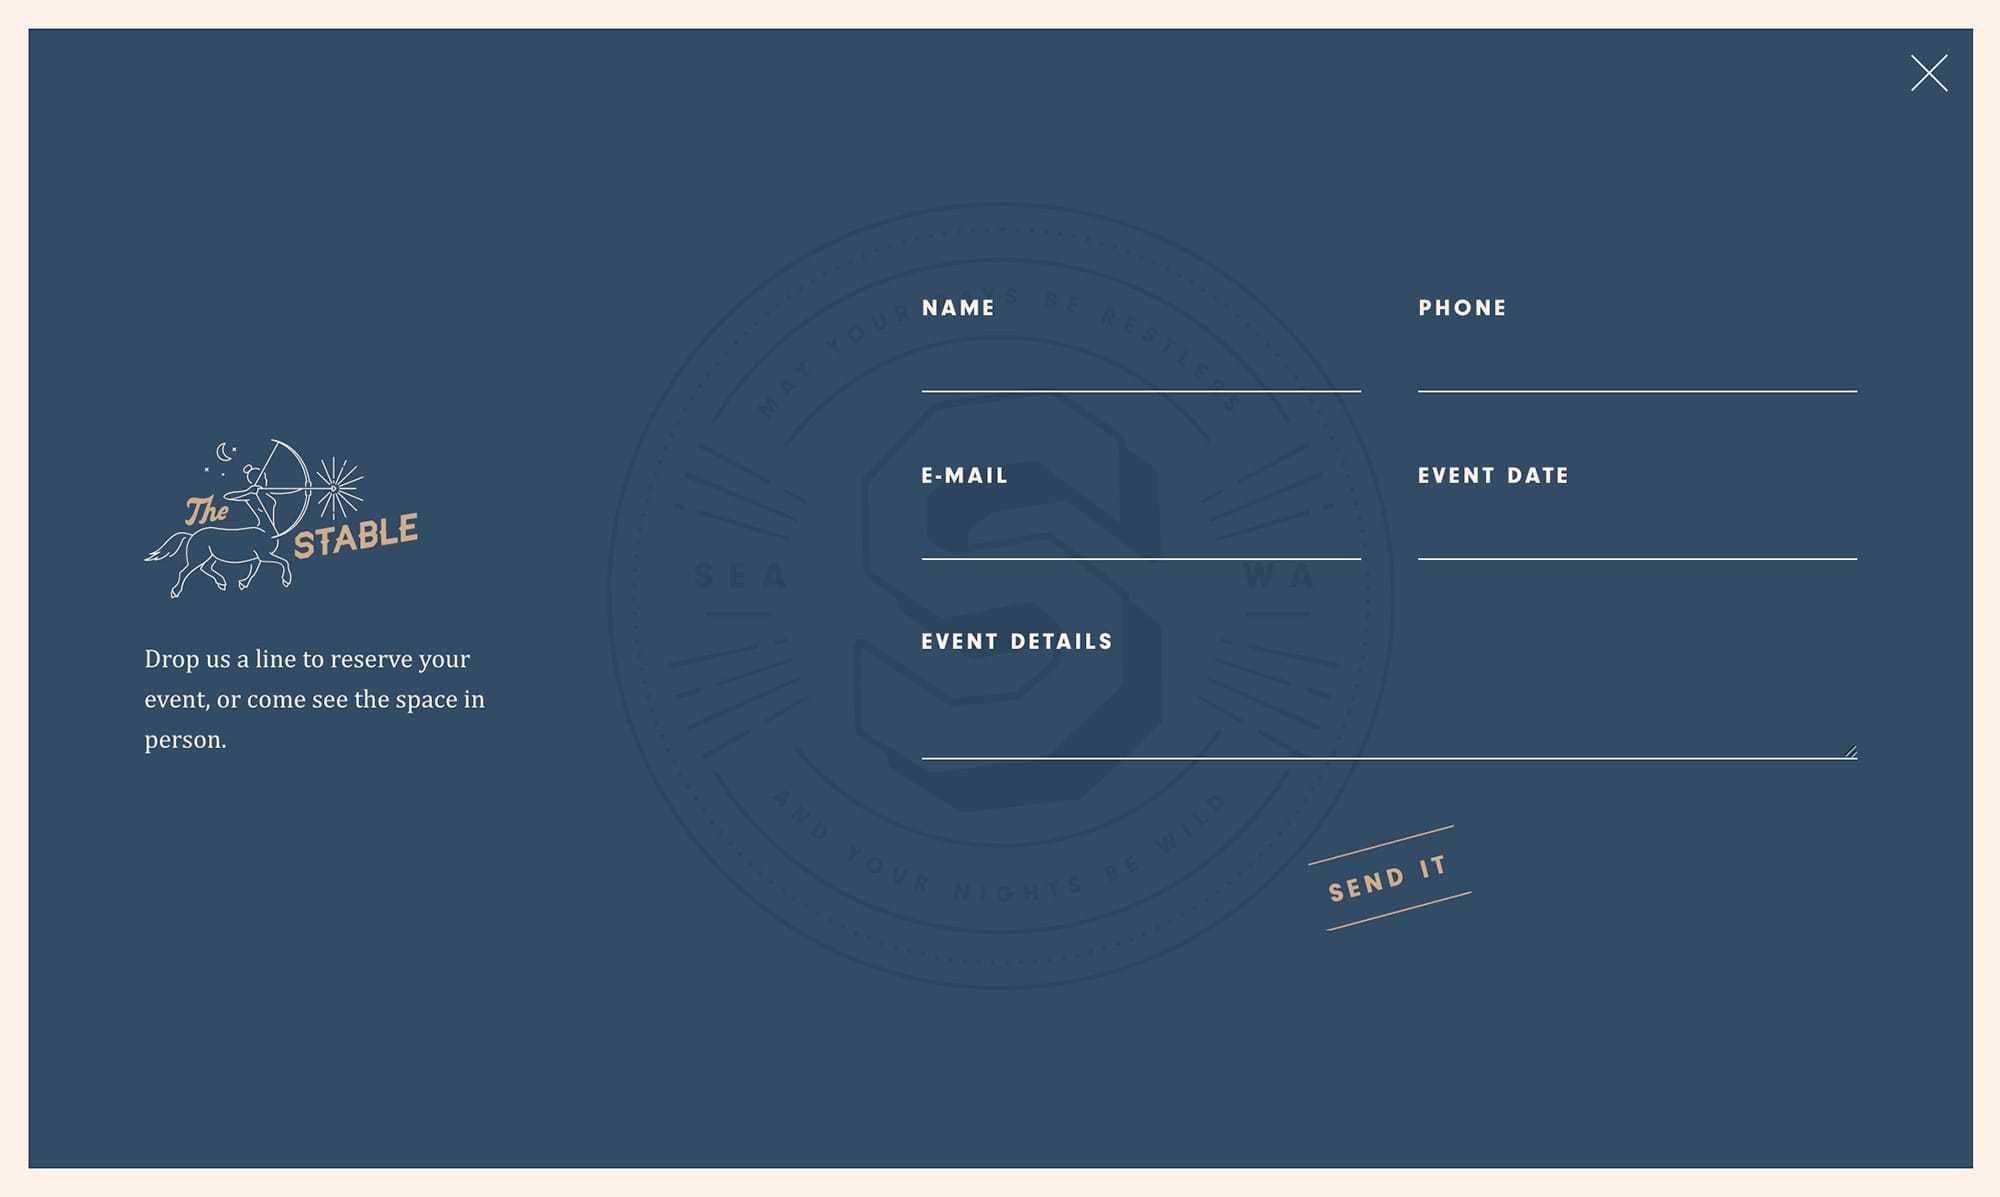 The
STABLE
Drop us a line to reserve your
event, or come see the space in
person.
MAY YOUR DAYS BE RESTLESS
SEA
S
WA
AND YOUR NIGHTS BE WILD
NAME
PHONE
E-MAIL
EVENT DATE
EVENT DETAILS
SEND IT